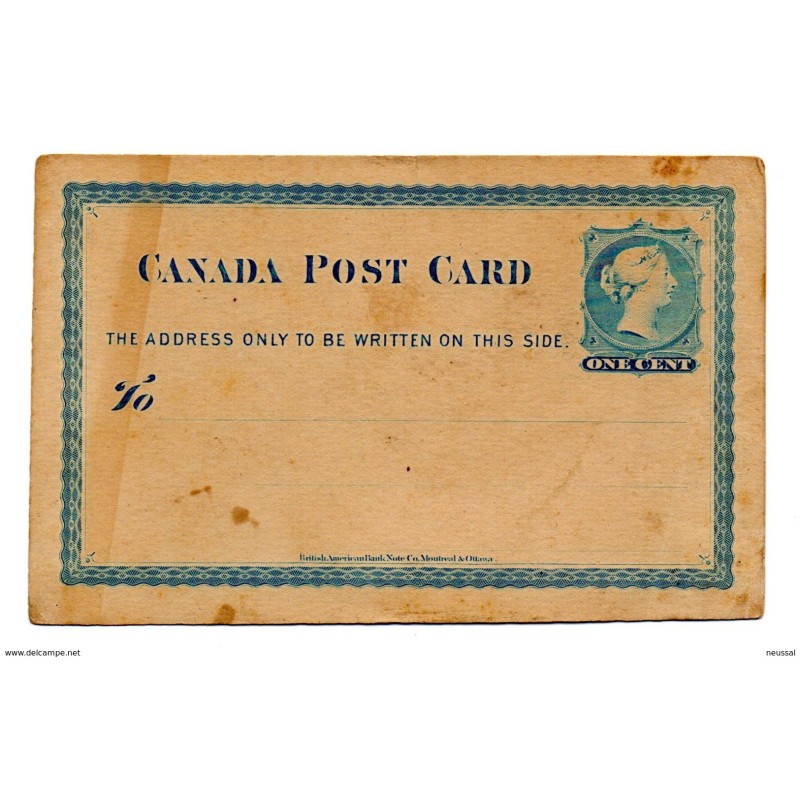 CANADA POST CARD
THE ADDRESS ONLY TO BE WRITTEN ON THIS SIDE.
ONE CENT
To
British American Bank Note Co. Montreal & Ottawa.
www.delcampe.net
neussal